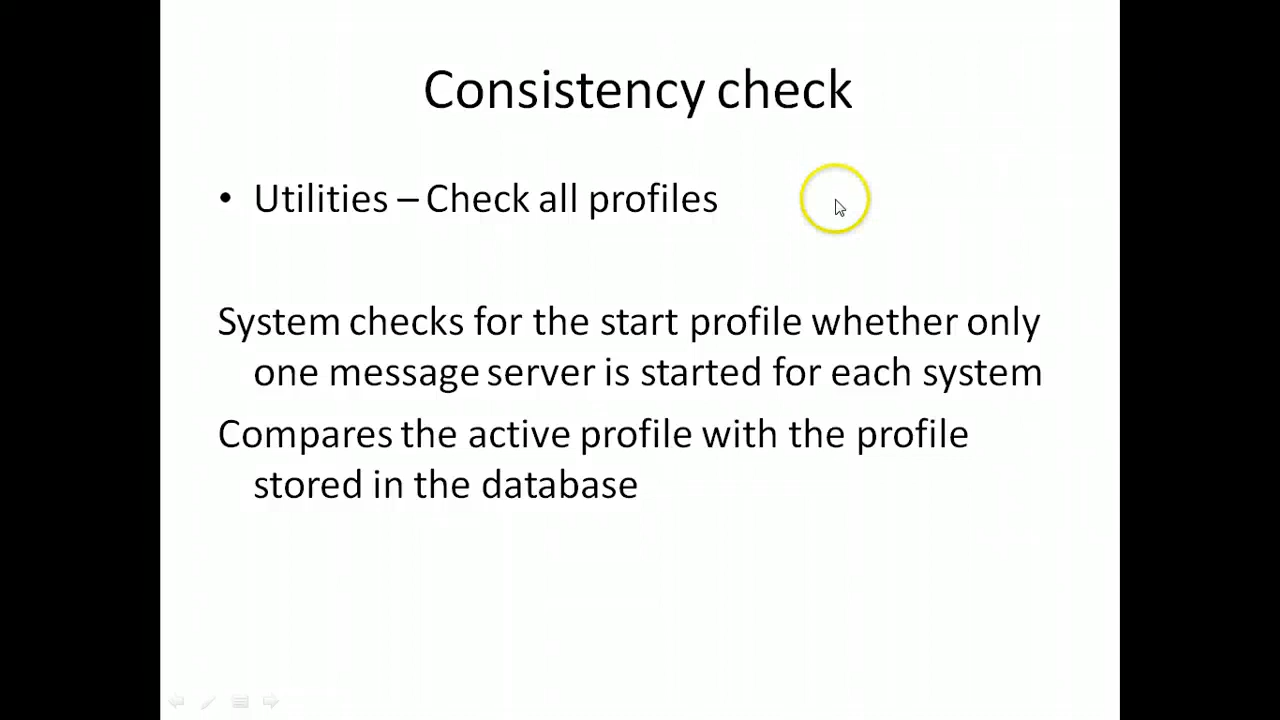 Consistency check
• Utilities – Check all profiles
System checks for the start profile whether only
one message server is started for each system
Compares the active profile with the profile
stored in the database